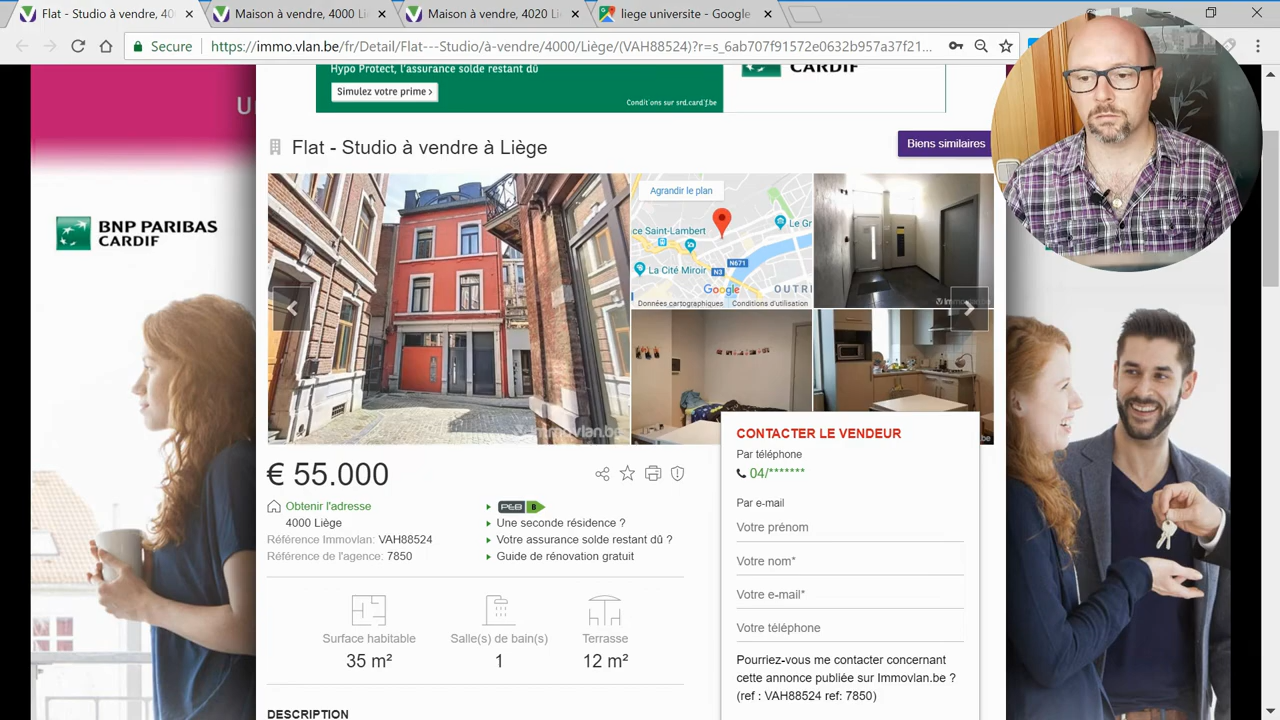 Flat - Studio à vendre, 40
Maison à vendre, 4000 Li
Maison à vendre, 4020 Li
liege universite - Google
Secure
https://immo.vlan.be/fr/Detail/Flat---Studio/à-vendre/4000/Liège/(VAH88524)?r=s_6ab707f91572e0632b957a37f21...
Hypo Protect, l'assurance solde restant dû
CARDIF
Simulez votre prime >
Conditions sur srd.cardif.be
Flat - Studio à vendre à Liège
Biens similaires
BNP PARIBAS
CARDIF
Agrandir le plan
ce Saint-Lambert
Le Gr
La Cité Miroir
N671
N3
Google
OUTR
Données cartographiques
Conditions d'utilisation
immovlan.be
€ 55.000
Obtenir l'adresse
4000 Liège
Référence Immovlan: VAH88524
Référence de l'agence: 7850
PEB B
Une seconde résidence ?
Votre assurance solde restant dû ?
Guide de rénovation gratuit
Surface habitable
35 m²
Salle(s) de bain(s)
1
Terrasse
12 m²
DESCRIPTION
CONTACTER LE VENDEUR
Par téléphone
04/*******
Par e-mail
Votre prénom
Votre nom*
Votre e-mail*
Votre téléphone
Pourriez-vous me contacter concernant
cette annonce publiée sur Immovlan.be ?
(ref : VAH88524 ref: 7850)